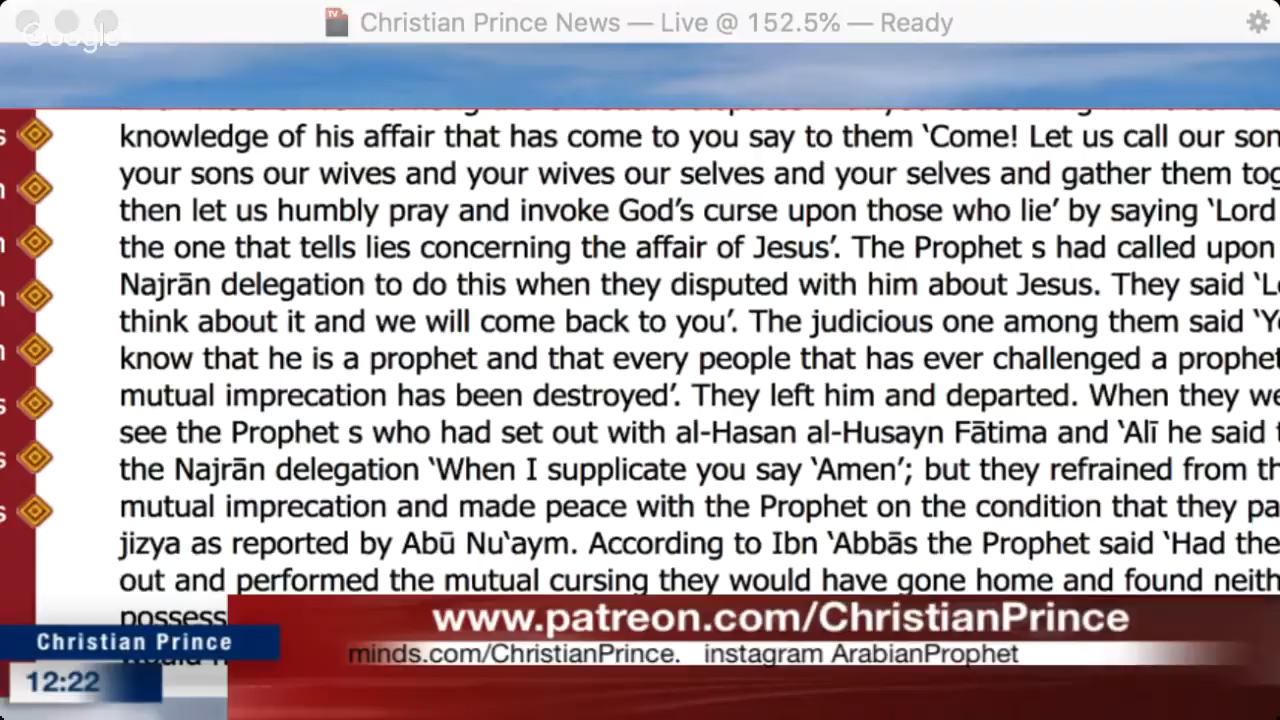 Christian Prince News — Live @ 152.5% — Ready
Google
knowledge of his affair that has come to you say to them ‘Come! Let us call our son
your sons our wives and your wives our selves and your selves and gather them tog
then let us humbly pray and invoke God’s curse upon those who lie’ by saying ‘Lord
the one that tells lies concerning the affair of Jesus’. The Prophet s had called upon
Najrān delegation to do this when they disputed with him about Jesus. They said ‘L
think about it and we will come back to you’. The judicious one among them said ‘Y
know that he is a prophet and that every people that has ever challenged a prophet
mutual imprecation has been destroyed’. They left him and departed. When they we
see the Prophet s who had set out with al-Hasan al-Husayn Fātima and ‘Alī he said
the Najrān delegation ‘When I supplicate you say ‘Amen’; but they refrained from th
mutual imprecation and made peace with the Prophet on the condition that they pa
jizya as reported by Abū Nu‘aym. According to Ibn ‘Abbās the Prophet said ‘Had the
out and performed the mutual cursing they would have gone home and found neith
possess
www.patreon.com/ChristianPrince
Christian Prince
minds.com/ChristianPrince. instagram ArabianProphet
12:22